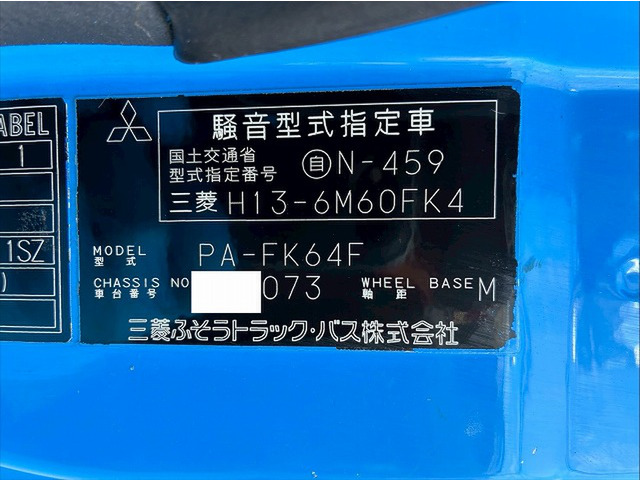 ABEL
1
1SZ
)
騒音型式指定車
国土交通省
型式指定番号 自N-459
三菱 H13-6M60FK4
MODEL
型式 PA-FK64F
CHASSIS NO
車台番号 073
WHEEL BASE
軸距 M
三菱ふそうトラック・バス株式会社